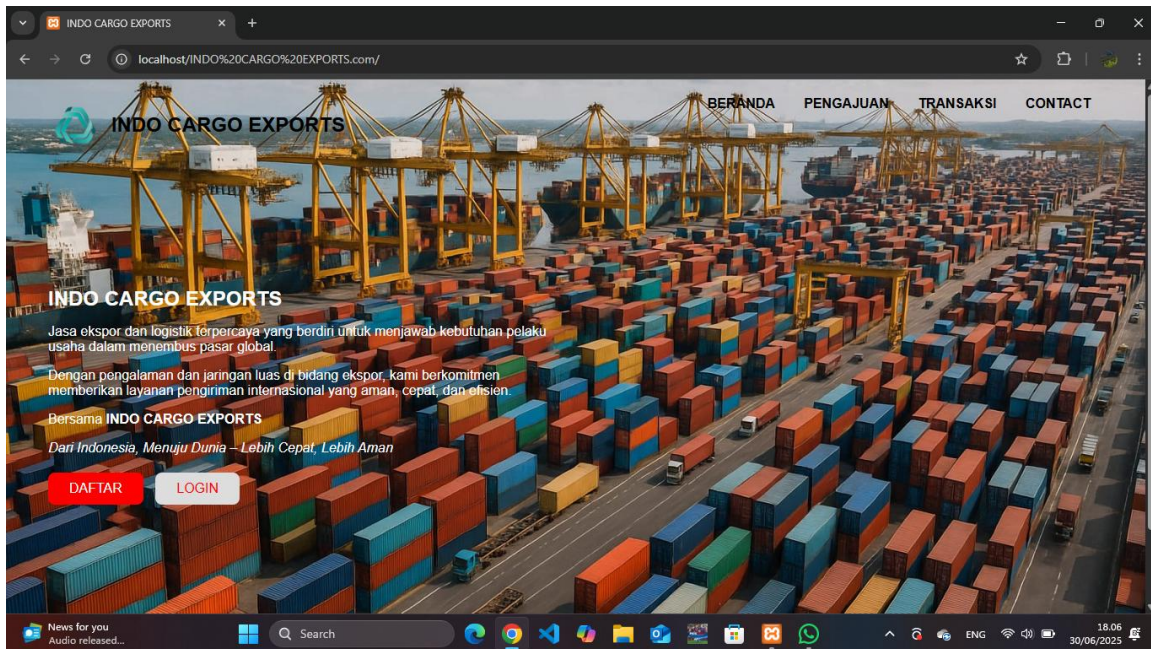 INDO CARGO EXPORTS
localhost/INDO%20CARGO%20EXPORTS.com/
INDO CARGO EXPORTS
BERANDA
PENGAJUAN
TRANSAKSI
CONTACT
INDO CARGO EXPORTS
Jasa ekspor dan logistik terpercaya yang berdiri untuk menjawab kebutuhan pelaku
usaha dalam menembus pasar global.
Dengan pengalaman dan jaringan luas di bidang ekspor, kami berkomitmen
memberikan layanan pengiriman internasional yang aman, cepat, dan efisien.
Bersama INDO CARGO EXPORTS
Dari Indonesia, Menuju Dunia – Lebih Cepat, Lebih Aman
DAFTAR
LOGIN
News for you
Audio released...
Search
ENG
18.06
30/06/2025